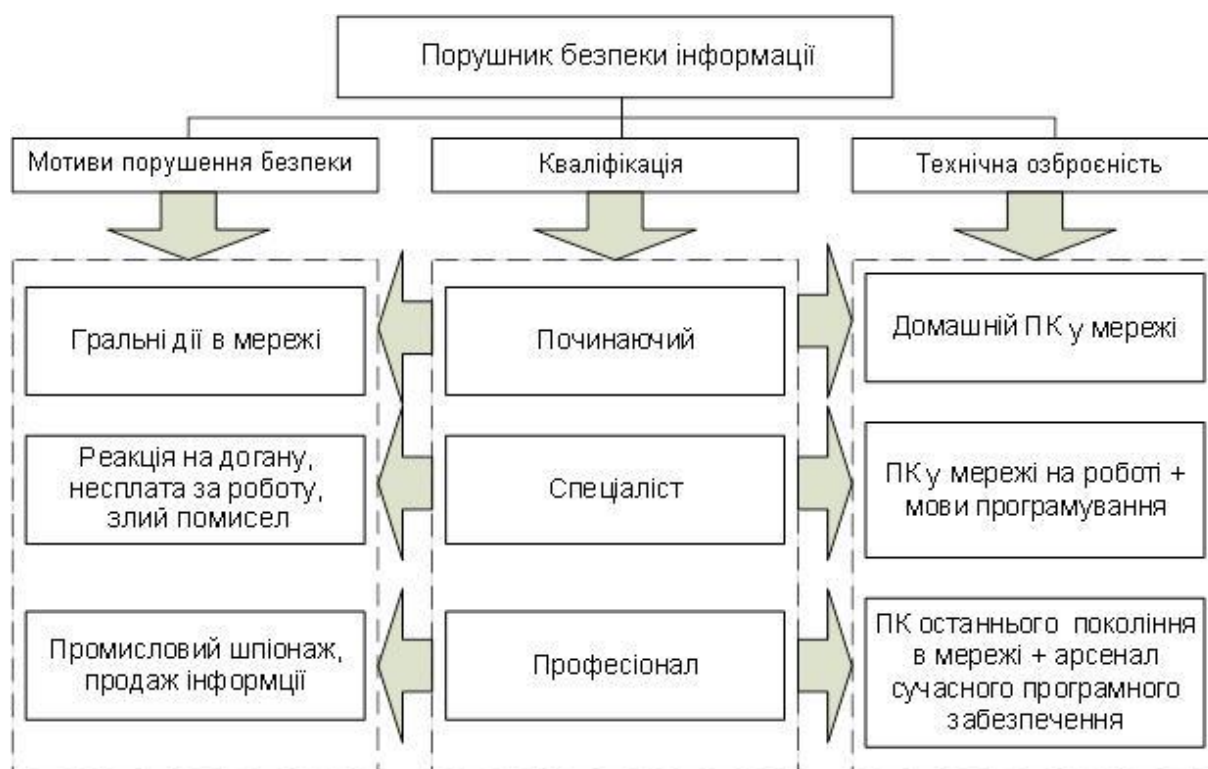 Порушник безпеки інформації
Мотиви порушення безпеки
Кваліфікація
Технічна озброєність
Гральні дії в мережі
Починаючий
Домашній ПК у мережі
Реакція на догану,
несплата за роботу,
злий помисел
Спеціаліст
ПК у мережі на роботі +
мови програмування
Промисловий шпіонаж,
продаж інформції
Професіонал
ПК останнього покоління
в мережі + арсенал
сучасного програмного
забезпечення